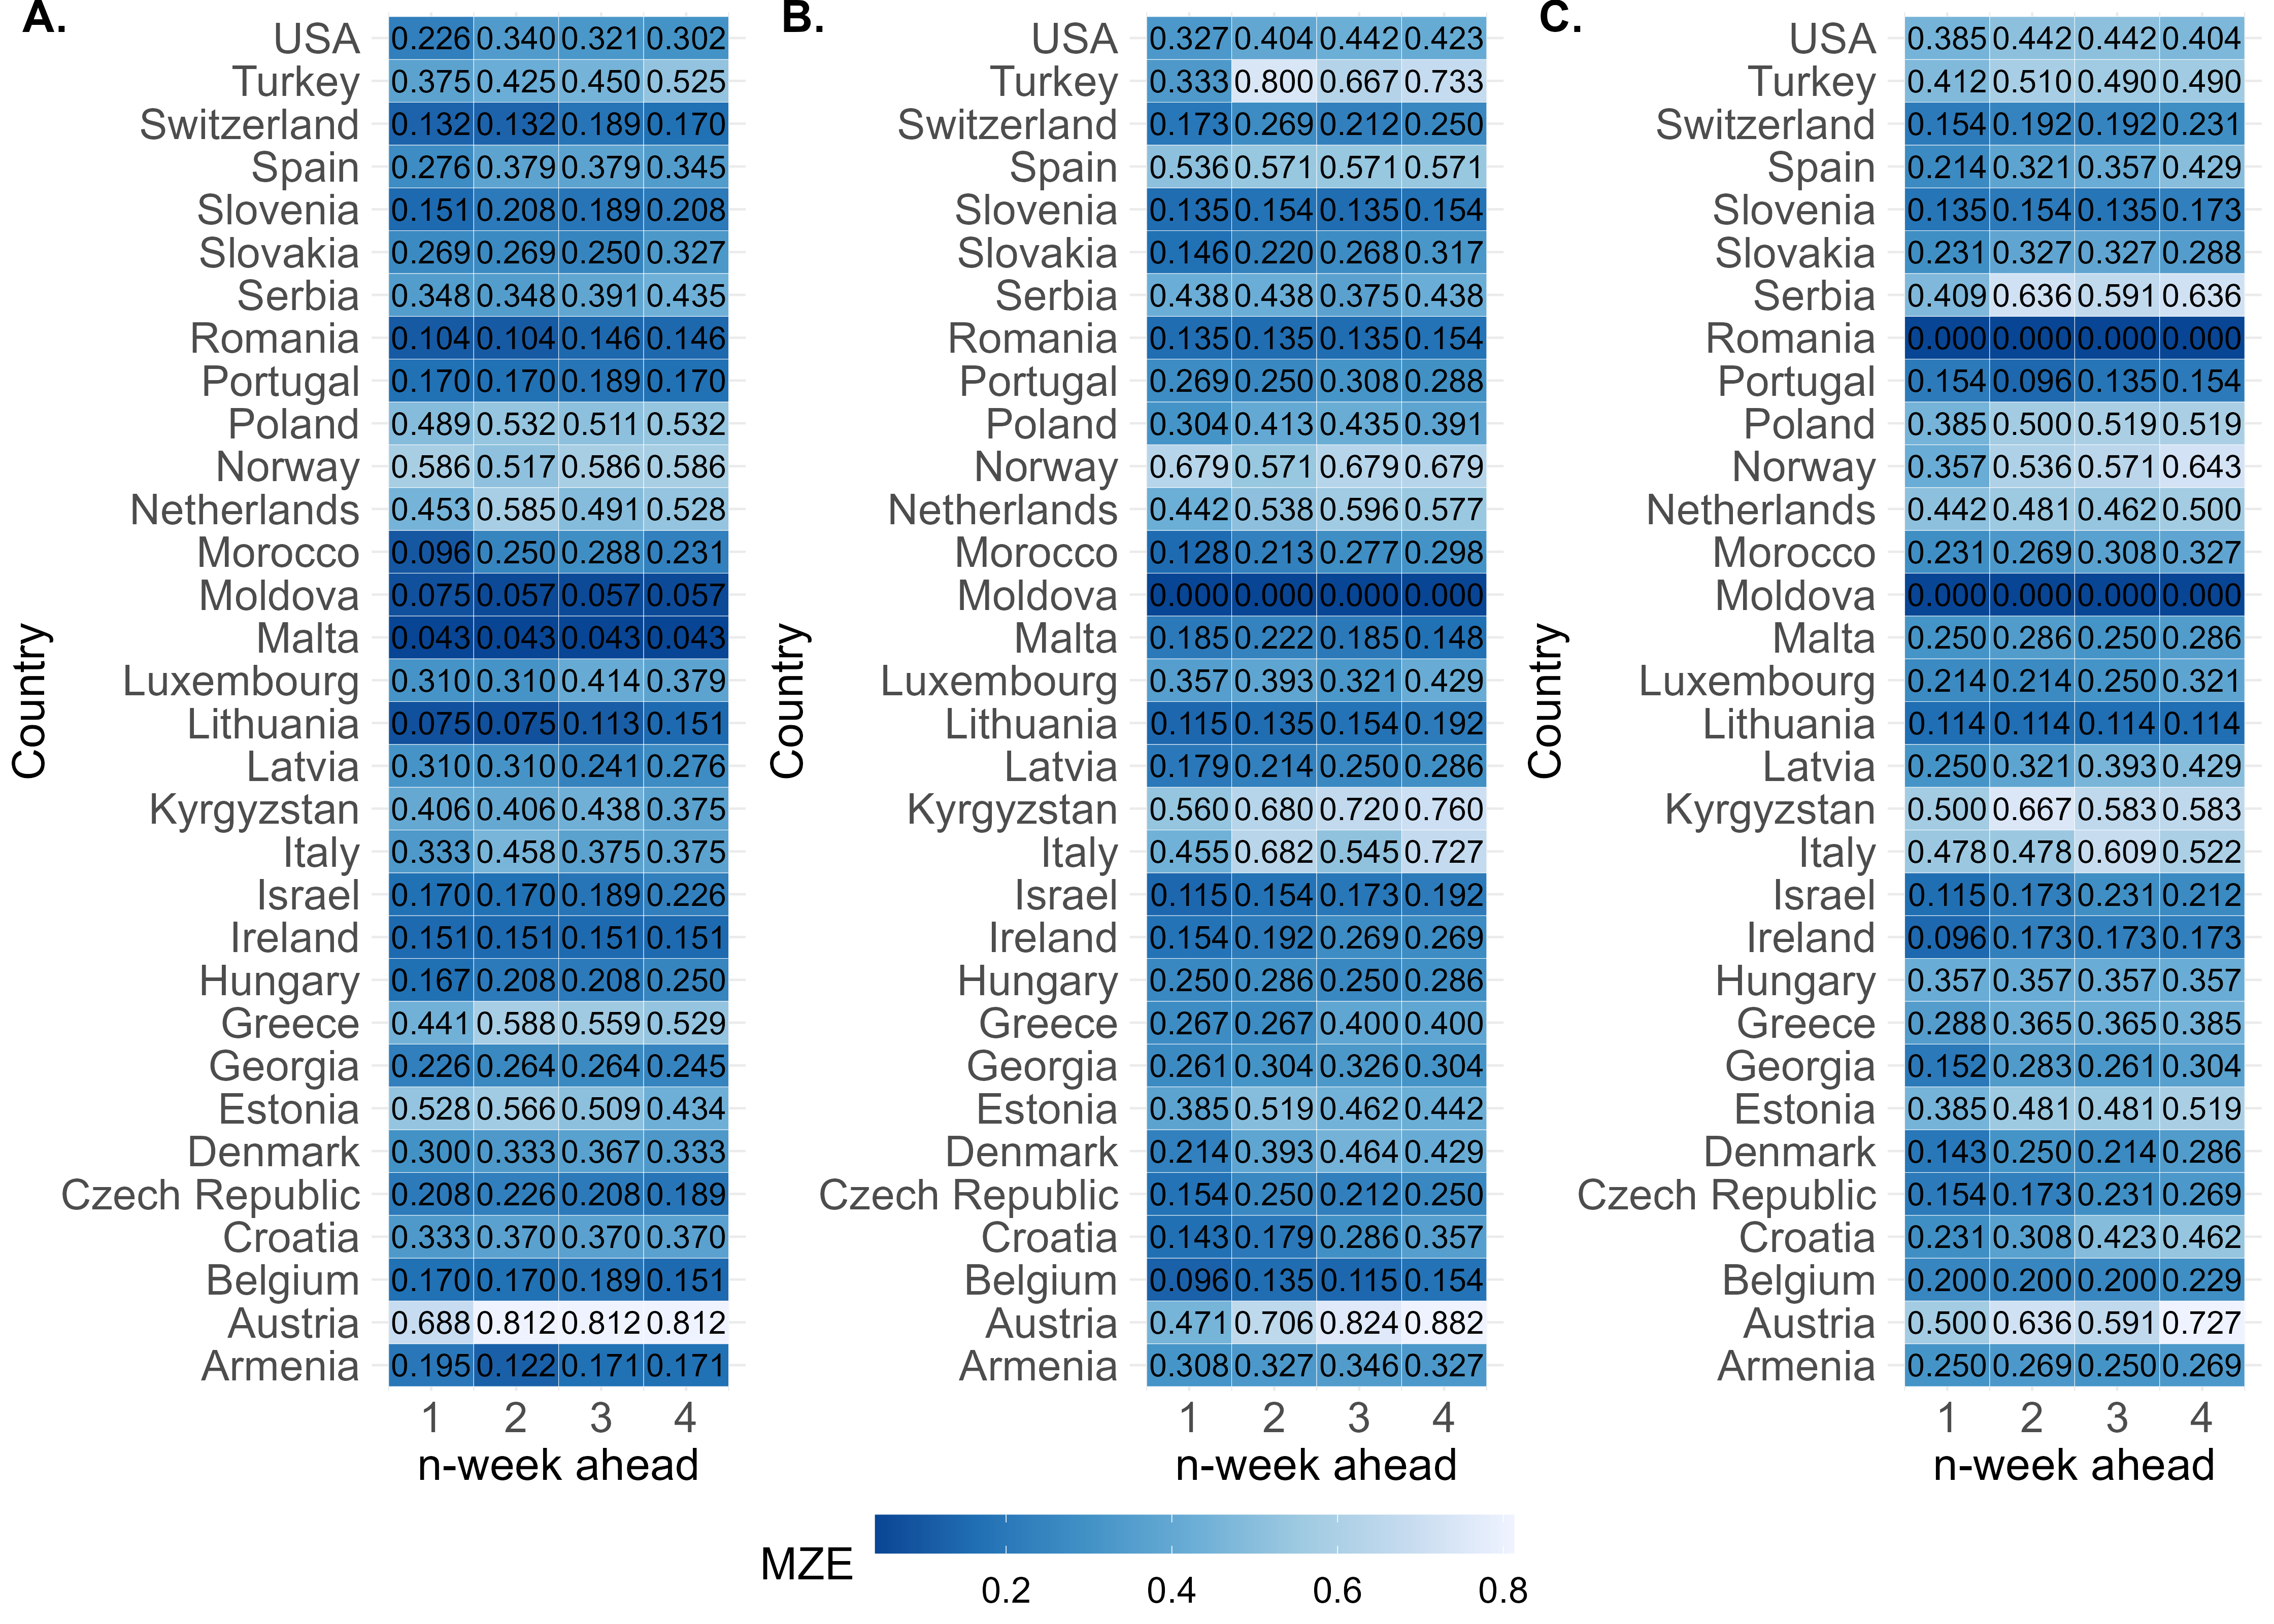 A.
Country
USA 0.226 0.340 0.321 0.302
Turkey 0.375 0.425 0.450 0.525
Switzerland 0.132 0.132 0.189 0.170
Spain 0.276 0.379 0.379 0.345
Slovenia 0.151 0.208 0.189 0.208
Slovakia 0.269 0.269 0.250 0.327
Serbia 0.348 0.348 0.391 0.435
Romania 0.104 0.104 0.146 0.146
Portugal 0.170 0.170 0.189 0.170
Poland 0.489 0.532 0.511 0.532
Norway 0.586 0.517 0.586 0.586
Netherlands 0.453 0.585 0.491 0.528
Morocco 0.096 0.250 0.288 0.231
Moldova 0.075 0.057 0.057 0.057
Malta 0.043 0.043 0.043 0.043
Luxembourg 0.310 0.310 0.414 0.379
Lithuania 0.075 0.075 0.113 0.151
Latvia 0.310 0.310 0.241 0.276
Kyrgyzstan 0.406 0.406 0.438 0.375
Italy 0.333 0.458 0.375 0.375
Israel 0.170 0.170 0.189 0.226
Ireland 0.151 0.151 0.151 0.151
Hungary 0.167 0.208 0.208 0.250
Greece 0.441 0.588 0.559 0.529
Georgia 0.226 0.264 0.264 0.245
Estonia 0.528 0.566 0.509 0.434
Denmark 0.300 0.333 0.367 0.333
Czech Republic 0.208 0.226 0.208 0.189
Croatia 0.333 0.370 0.370 0.370
Belgium 0.170 0.170 0.189 0.151
Austria 0.688 0.812 0.812 0.812
Armenia 0.195 0.122 0.171 0.171
1 2 3 4
n-week ahead
B.
Country
USA 0.327 0.404 0.442 0.423
Turkey 0.333 0.800 0.667 0.733
Switzerland 0.173 0.269 0.212 0.250
Spain 0.536 0.571 0.571 0.571
Slovenia 0.135 0.154 0.135 0.154
Slovakia 0.146 0.220 0.268 0.317
Serbia 0.438 0.438 0.375 0.438
Romania 0.135 0.135 0.135 0.154
Portugal 0.269 0.250 0.308 0.288
Poland 0.304 0.413 0.435 0.391
Norway 0.679 0.571 0.679 0.679
Netherlands 0.442 0.538 0.596 0.577
Morocco 0.128 0.213 0.277 0.298
Moldova 0.000 0.000 0.000 0.000
Malta 0.185 0.222 0.185 0.148
Luxembourg 0.357 0.393 0.321 0.429
Lithuania 0.115 0.135 0.154 0.192
Latvia 0.179 0.214 0.250 0.286
Kyrgyzstan 0.560 0.680 0.720 0.760
Italy 0.455 0.682 0.545 0.727
Israel 0.115 0.154 0.173 0.192
Ireland 0.154 0.192 0.269 0.269
Hungary 0.250 0.286 0.250 0.286
Greece 0.267 0.267 0.400 0.400
Georgia 0.261 0.304 0.326 0.304
Estonia 0.385 0.519 0.462 0.442
Denmark 0.214 0.393 0.464 0.429
Czech Republic 0.154 0.250 0.212 0.250
Croatia 0.143 0.179 0.286 0.357
Belgium 0.096 0.135 0.115 0.154
Austria 0.471 0.706 0.824 0.882
Armenia 0.308 0.327 0.346 0.327
1 2 3 4
n-week ahead
C.
Country
USA 0.385 0.442 0.442 0.404
Turkey 0.412 0.510 0.490 0.490
Switzerland 0.154 0.192 0.192 0.231
Spain 0.214 0.321 0.357 0.429
Slovenia 0.135 0.154 0.135 0.173
Slovakia 0.231 0.327 0.327 0.288
Serbia 0.409 0.636 0.591 0.636
Romania 0.000 0.000 0.000 0.000
Portugal 0.154 0.096 0.135 0.154
Poland 0.385 0.500 0.519 0.519
Norway 0.357 0.536 0.571 0.643
Netherlands 0.442 0.481 0.462 0.500
Morocco 0.231 0.269 0.308 0.327
Moldova 0.000 0.000 0.000 0.000
Malta 0.250 0.286 0.250 0.286
Luxembourg 0.214 0.214 0.250 0.321
Lithuania 0.114 0.114 0.114 0.114
Latvia 0.250 0.321 0.393 0.429
Kyrgyzstan 0.500 0.667 0.583 0.583
Italy 0.478 0.478 0.609 0.522
Israel 0.115 0.173 0.231 0.212
Ireland 0.096 0.173 0.173 0.173
Hungary 0.357 0.357 0.357 0.357
Greece 0.288 0.365 0.365 0.385
Georgia 0.152 0.283 0.261 0.304
Estonia 0.385 0.481 0.481 0.519
Denmark 0.143 0.250 0.214 0.286
Czech Republic 0.154 0.173 0.231 0.269
Croatia 0.231 0.308 0.423 0.462
Belgium 0.200 0.200 0.200 0.229
Austria 0.500 0.636 0.591 0.727
Armenia 0.250 0.269 0.250 0.269
1 2 3 4
n-week ahead
MZE
0.2 0.4 0.6 0.8